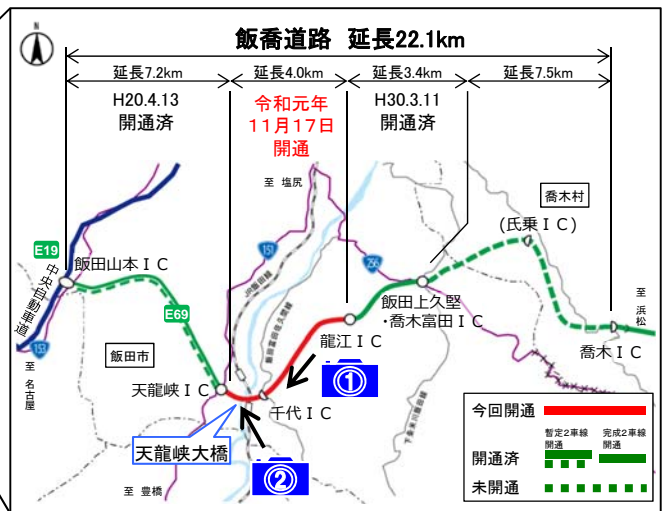 N
飯喬道路 延長22.1km
延長7.2km
延長4.0km
延長3.4km
延長7.5km
H20.4.13
開通済
令和元年
11月17日
開通
H30.3.11
開通済
至 塩尻
喬木村
(氏乗IC)
E19
飯田山本IC
中央自動車道
153
至 名古屋
飯田市
E69
151
JR飯田線
256
飯田上久堅
・喬木富田IC
至 浜松
喬木IC
龍江IC
①
天龍峡IC
千代IC
天龍峡大橋
②
至 豊橋
今回開通
暫定2車線
開通
完成2車線
開通
開通済
未開通